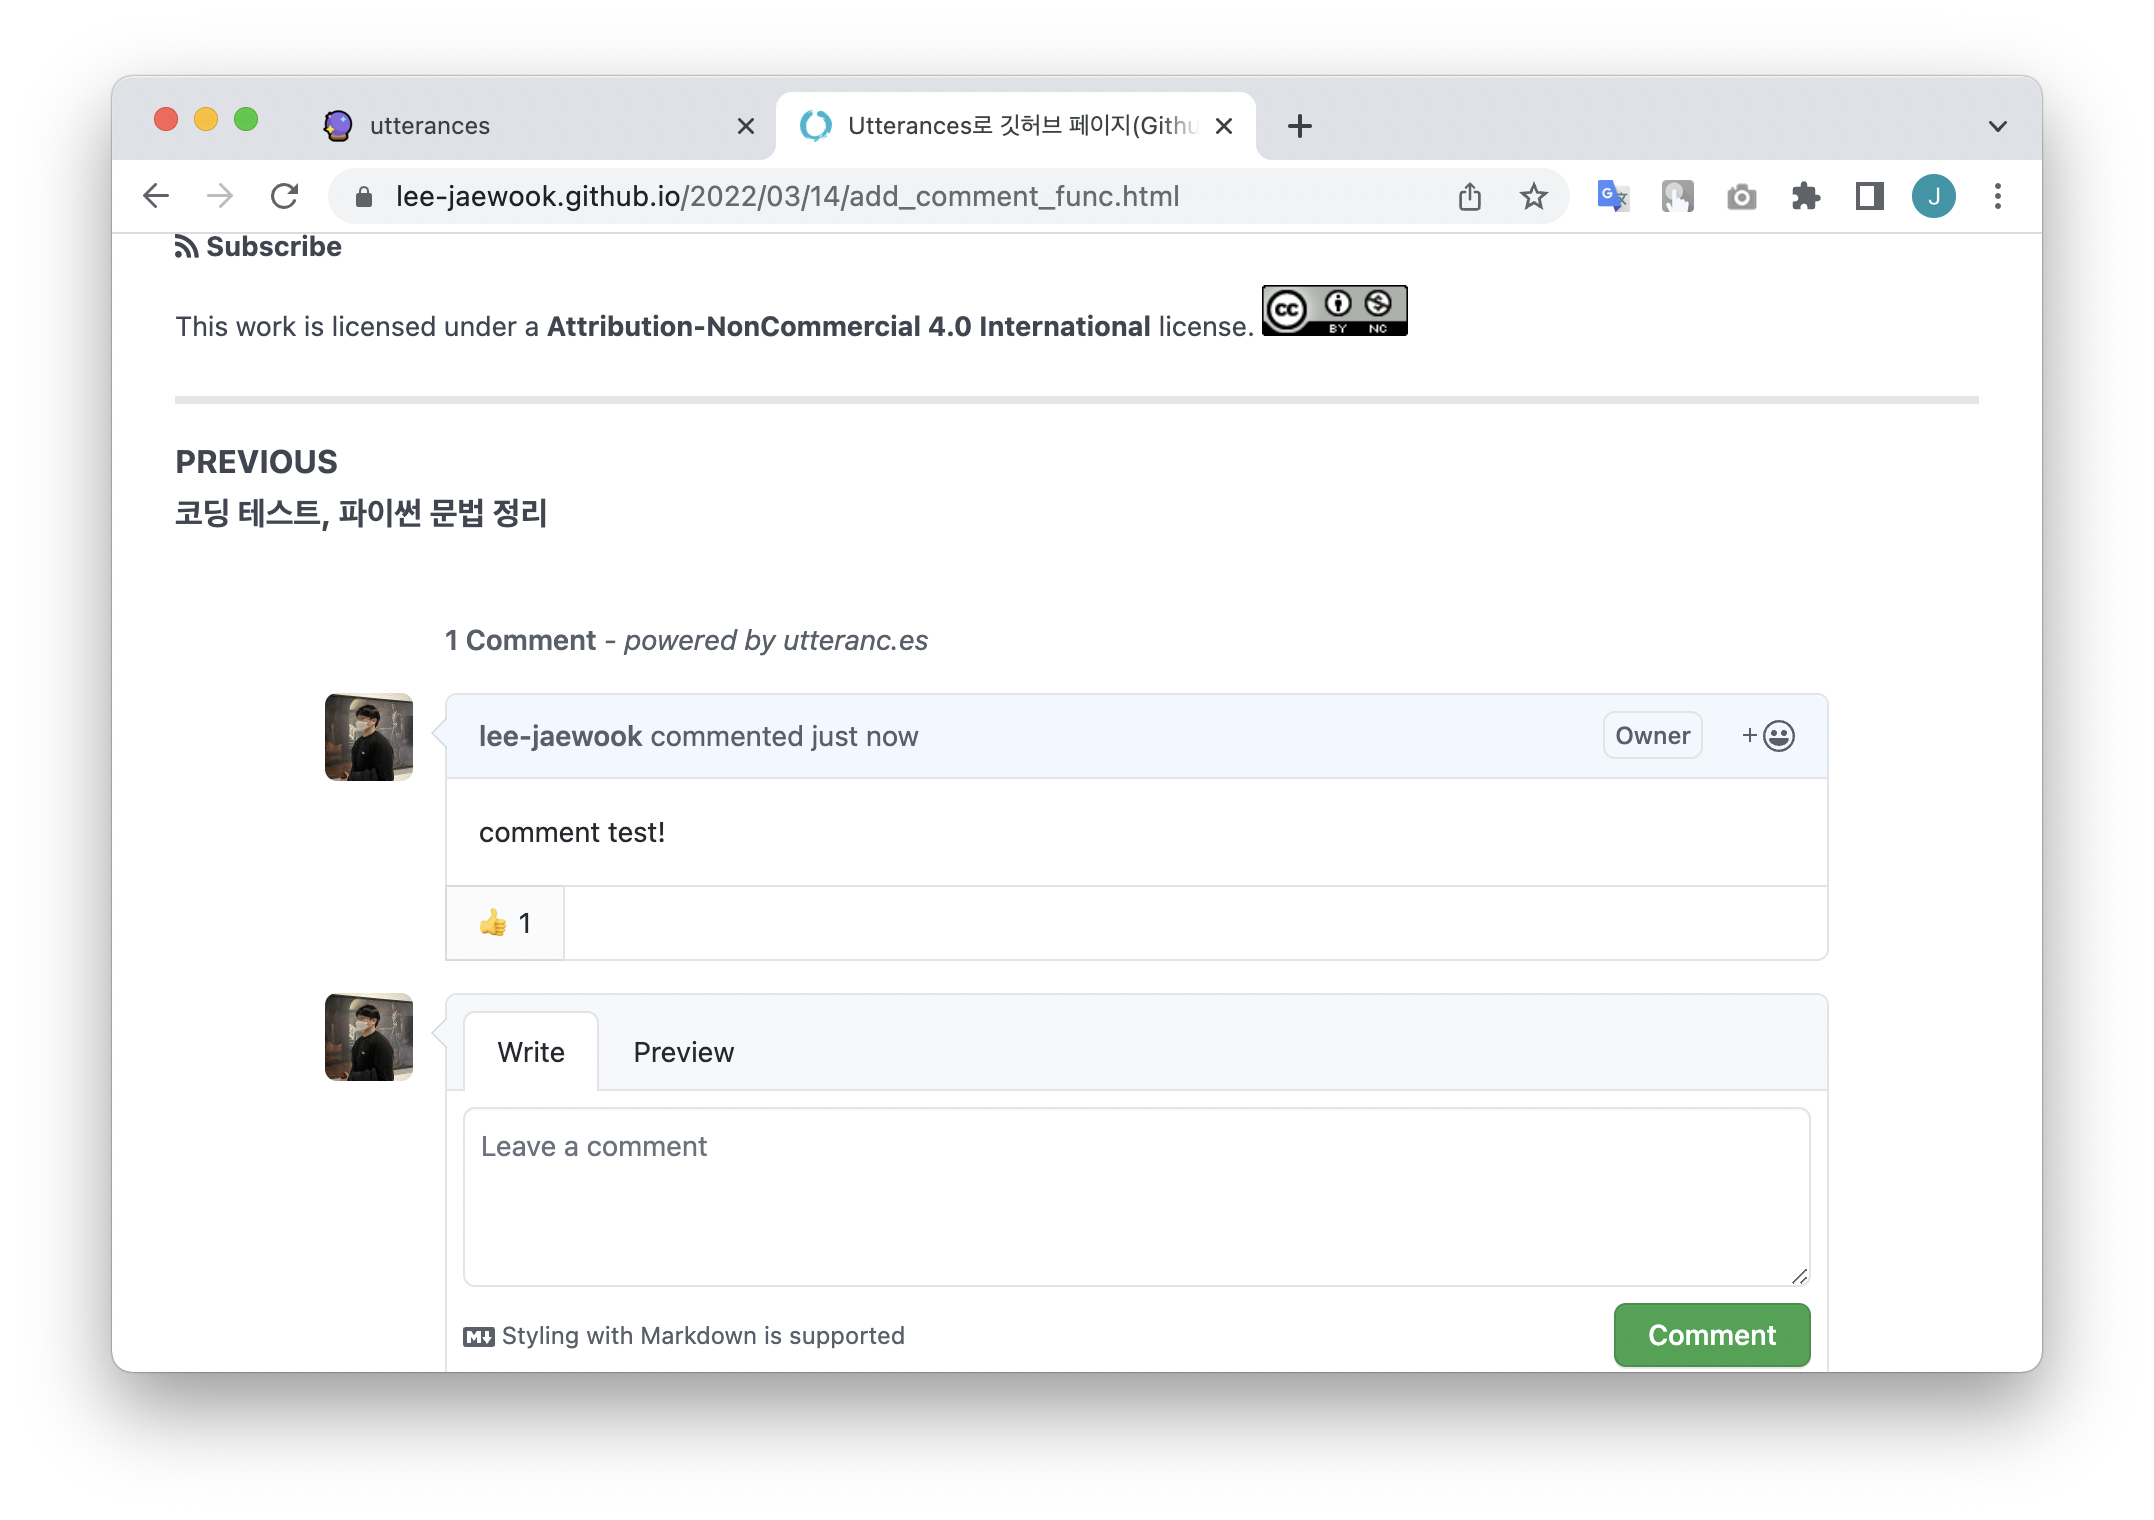 utterances
Utterances로 깃허브 페이지(Githu
lee-jaewook.github.io/2022/03/14/add_comment_func.html
J
Subscribe
This work is licensed under a Attribution-NonCommercial 4.0 International license.
cc BY NC
PREVIOUS
코딩 테스트, 파이썬 문법 정리
1 Comment - powered by utteranc.es
lee-jaewook commented just now
Owner
comment test!
1
Write Preview
Leave a comment
Styling with Markdown is supported
Comment